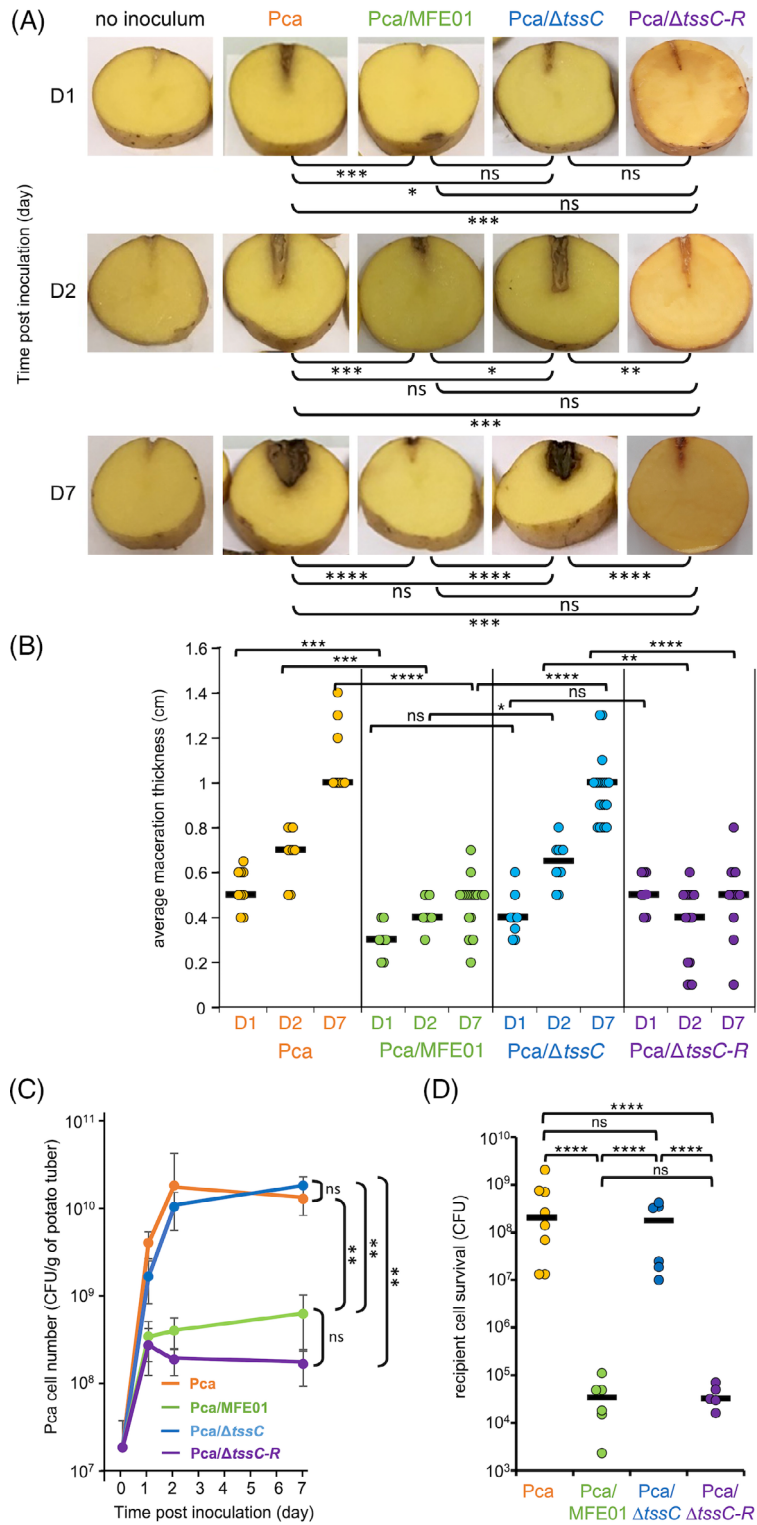 (A)
no inoculum Pca Pca/MFE01 Pca/ΔtssC Pca/ΔtssC-R
Time post inoculation (day)
D1
*** ns ns
* ns
***
D2
*** * **
ns ns
***
D7
**** **** ****
ns ns
***
(B)
average maceration thickness (cm)
1.6
1.4
1.2
1
0.8
0.6
0.4
0.2
0
*** ****
*** **
**** **** ns
ns *
D1 D2 D7 D1 D2 D7 D1 D2 D7 D1 D2 D7
Pca Pca/MFE01 Pca/ΔtssC Pca/ΔtssC-R
(C)
Pca cell number (CFU/g of potato tuber)
10¹¹
10¹⁰
10⁹
10⁸
10⁷
ns
**
**
**
ns
Pca
Pca/MFE01
Pca/ΔtssC
Pca/ΔtssC-R
0 1 2 3 4 5 6 7
Time post inoculation (day)
(D)
recipient cell survival (CFU)
10¹⁰
10⁹
10⁸
10⁷
10⁶
10⁵
10⁴
10³
****
ns
**** **** ****
ns
Pca Pca/ Pca/ Pca/
MFE01 ΔtssC ΔtssC-R